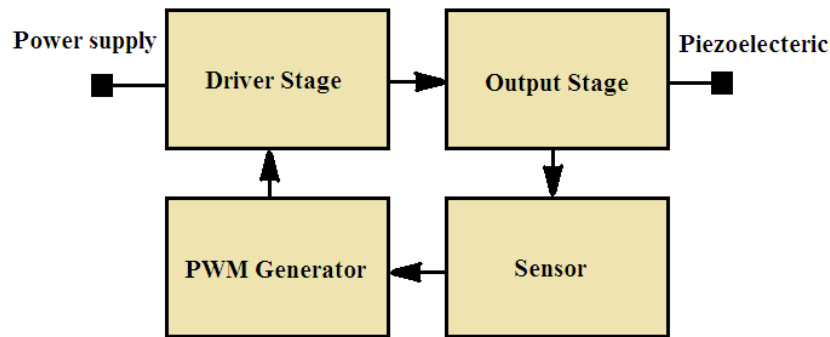 Power supply
Driver Stage
Output Stage
Piezoelecteric
PWM Generator
Sensor